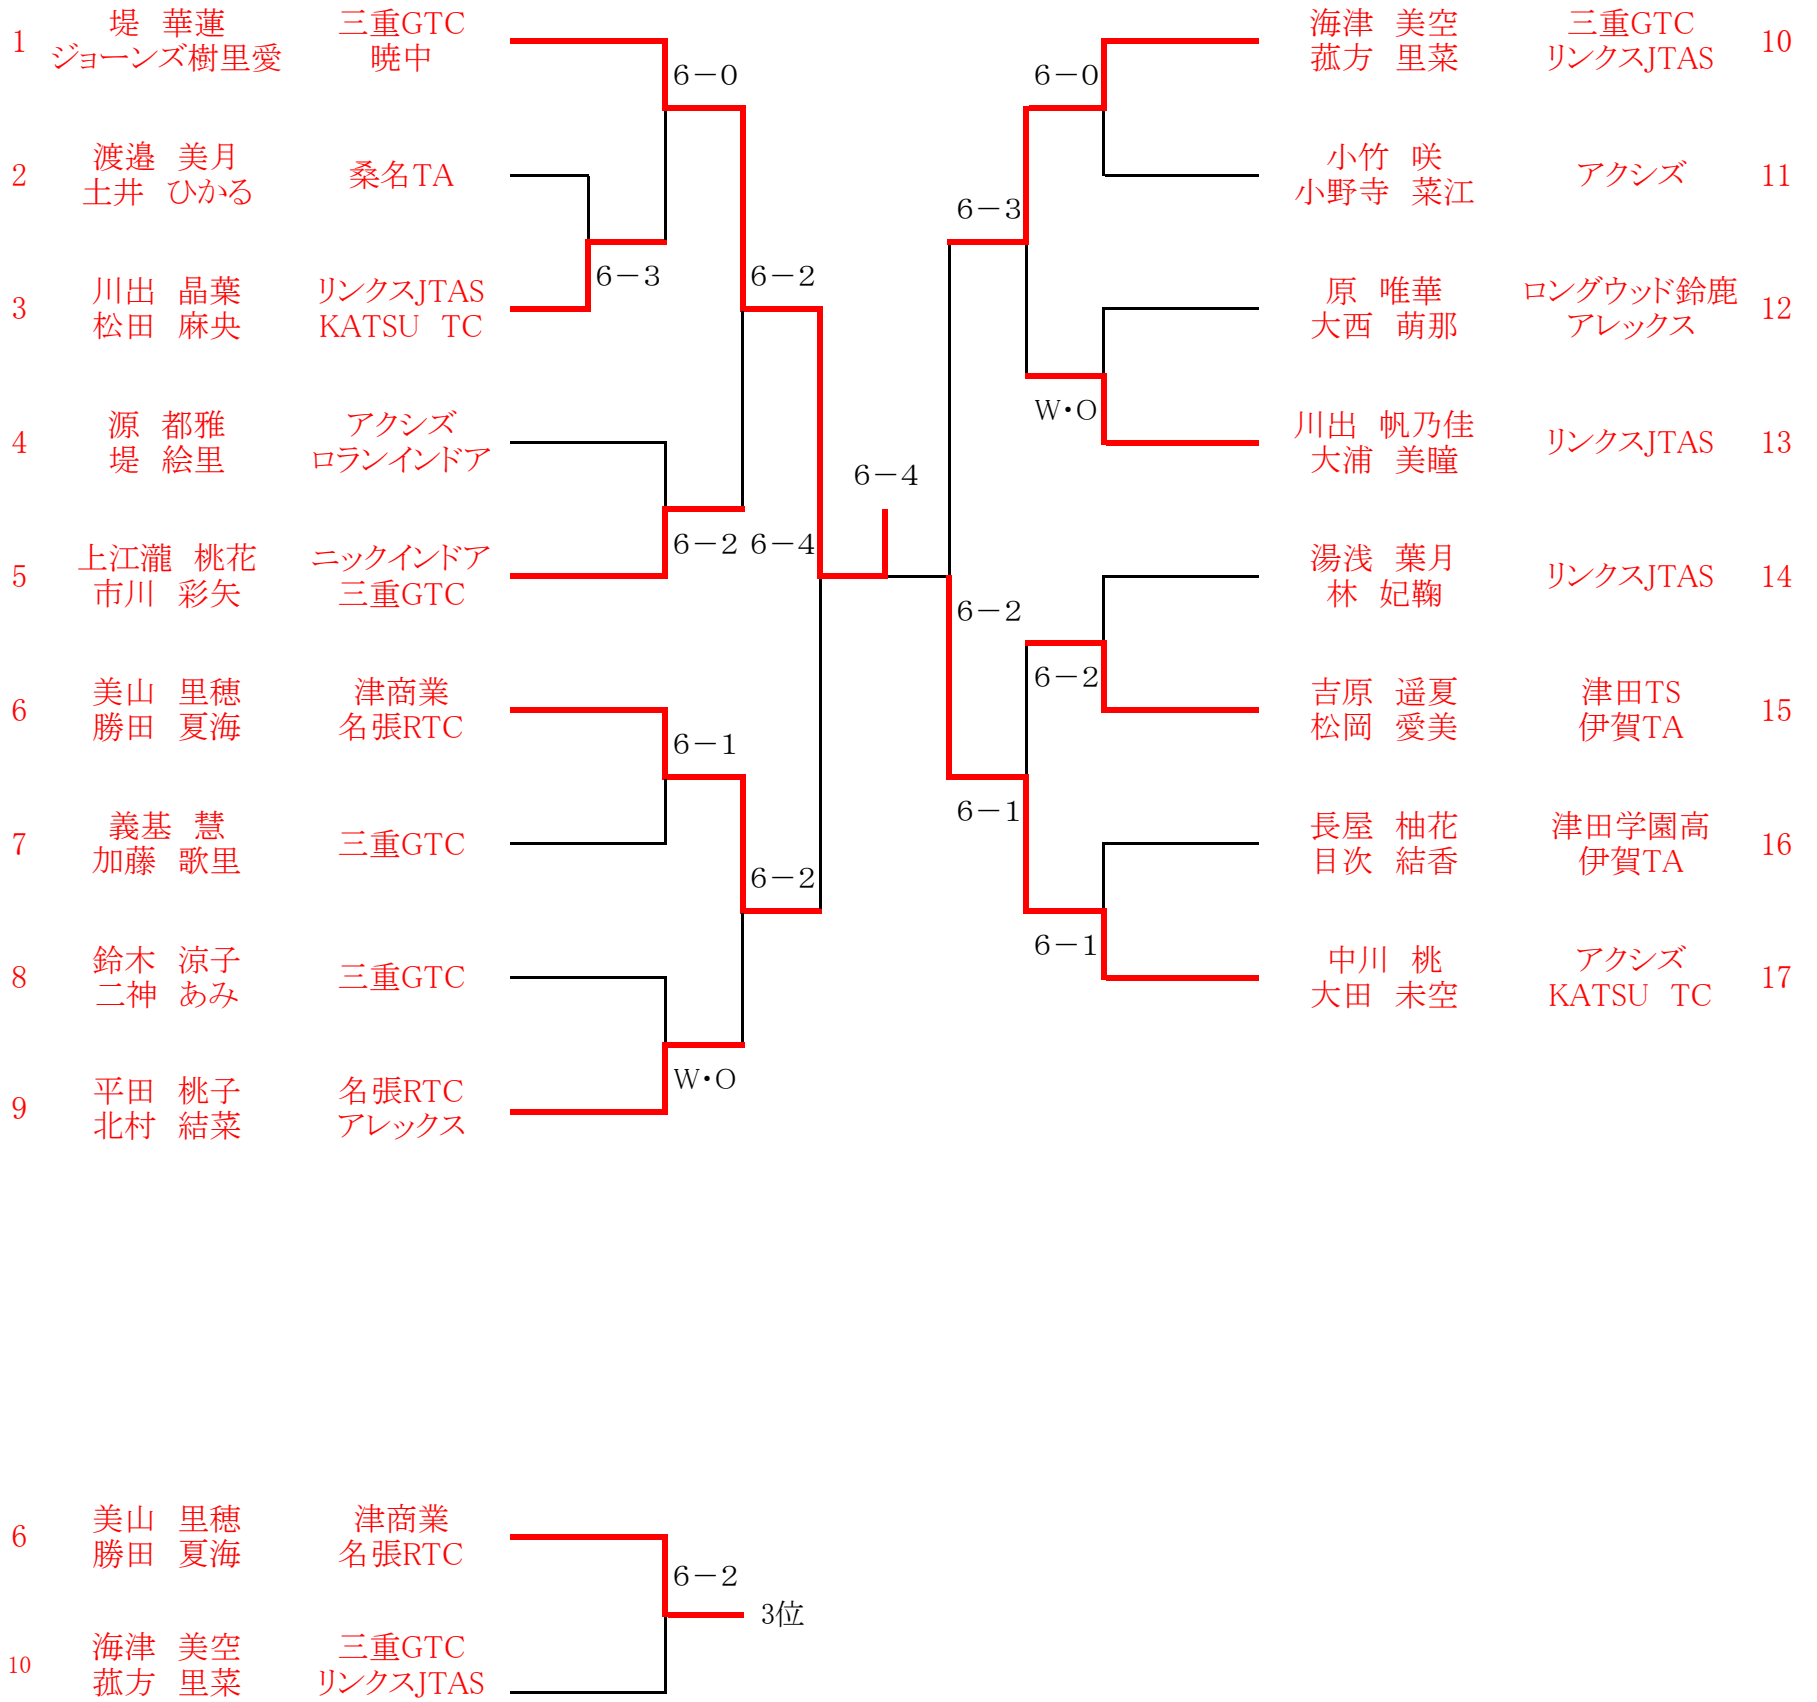 1 堤　華蓮 三重GTC
ジョーンズ樹里愛 暁中
2 渡邉　美月 桑名TA
土井　ひかる
3 川出　晶葉 リンクスJTAS
松田　麻央 KATSU　TC
4 源　都雅 アクシズ
堤　絵里 ロランインドア
5 上江瀧　桃花 ニックインドア
市川　彩矢 三重GTC
6 美山　里穂 津商業
勝田　夏海 名張RTC
7 義基　慧 三重GTC
加藤　歌里
8 鈴木　涼子 三重GTC
二神　あみ
9 平田　桃子 名張RTC
北村　結菜 アレックス
6－0
6－3
6－2
6－2
6－4
6－1
6－2
W・O
6－4
6－0
6－3
W・O
6－2
6－2
6－1
6－1
海津　美空 三重GTC 10
菰方　里菜 リンクスJTAS
小竹　咲 アクシズ 11
小野寺　菜江
原　唯華 ロングウッド鈴鹿 12
大西　萌那 アレックス
川出　帆乃佳 リンクスJTAS 13
大浦　美瞳
湯浅　葉月 リンクスJTAS 14
林　妃鞠
吉原　遥夏 津田TS 15
松岡　愛美 伊賀TA
長屋　柚花 津田学園高 16
目次　結香 伊賀TA
中川　桃 アクシズ 17
大田　未空 KATSU　TC
6 美山　里穂 津商業
勝田　夏海 名張RTC
6－2
3位
10 海津　美空 三重GTC
菰方　里菜 リンクスJTAS